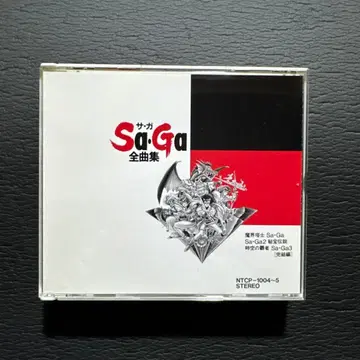 サ・ガ
Sa・Ga
全曲集
魔界塔士 Sa・Ga
Sa・Ga2 秘宝伝説
時空の覇者 Sa・Ga3
[完結編]
NTCP-1004~5
STEREO